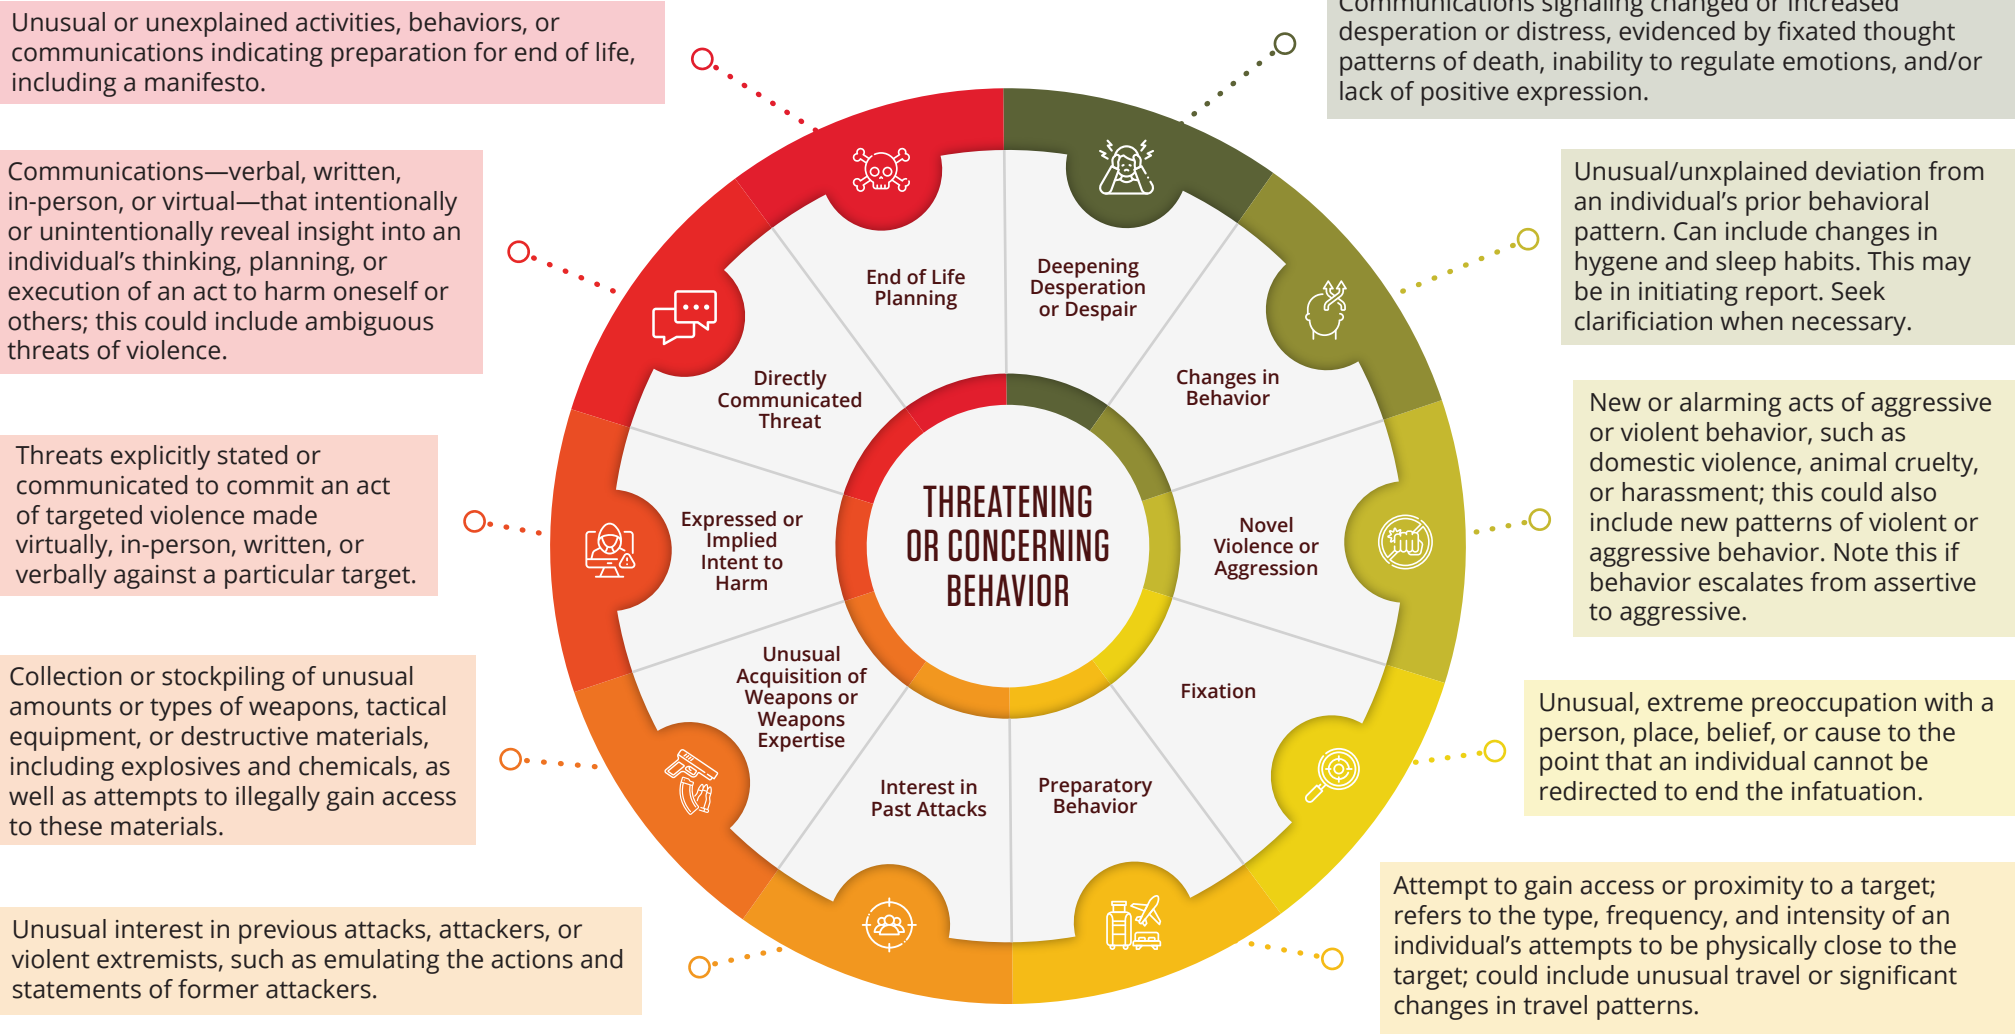 Unusual or unexplained activities, behaviors, or
communications indicating preparation for end of life,
including a manifesto.
Communications signaling changed or increased
desperation or distress, evidenced by fixated thought
patterns of death, inability to regulate emotions, and/or
lack of positive expression.
Communications—verbal, written,
in-person, or virtual—that intentionally
or unintentionally reveal insight into an
individual’s thinking, planning, or
execution of an act to harm oneself or
others; this could include ambiguous
threats of violence.
Unusual/unxplained deviation from
an individual’s prior behavioral
pattern. Can include changes in
hygene and sleep habits. This may
be in initiating report. Seek
clarificiation when necessary.
Threats explicitly stated or
communicated to commit an act
of targeted violence made
virtually, in-person, written, or
verbally against a particular target.
New or alarming acts of aggressive
or violent behavior, such as
domestic violence, animal cruelty,
or harassment; this could also
include new patterns of violent or
aggressive behavior. Note this if
behavior escalates from assertive
to aggressive.
Collection or stockpiling of unusual
amounts or types of weapons, tactical
equipment, or destructive materials,
including explosives and chemicals, as
well as attempts to illegally gain access
to these materials.
Unusual, extreme preoccupation with a
person, place, belief, or cause to the
point that an individual cannot be
redirected to end the infatuation.
Unusual interest in previous attacks, attackers, or
violent extremists, such as emulating the actions and
statements of former attackers.
Attempt to gain access or proximity to a target;
refers to the type, frequency, and intensity of an
individual’s attempts to be physically close to the
target; could include unusual travel or significant
changes in travel patterns.
End of Life
Planning
Deepening
Desperation
or Despair
Directly
Communicated
Threat
Changes in
Behavior
Expressed or
Implied
Intent to
Harm
THREATENING
OR CONCERNING
BEHAVIOR
Novel
Violence or
Aggression
Unusual
Acquisition of
Weapons or
Weapons
Expertise
Fixation
Interest in
Past Attacks
Preparatory
Behavior